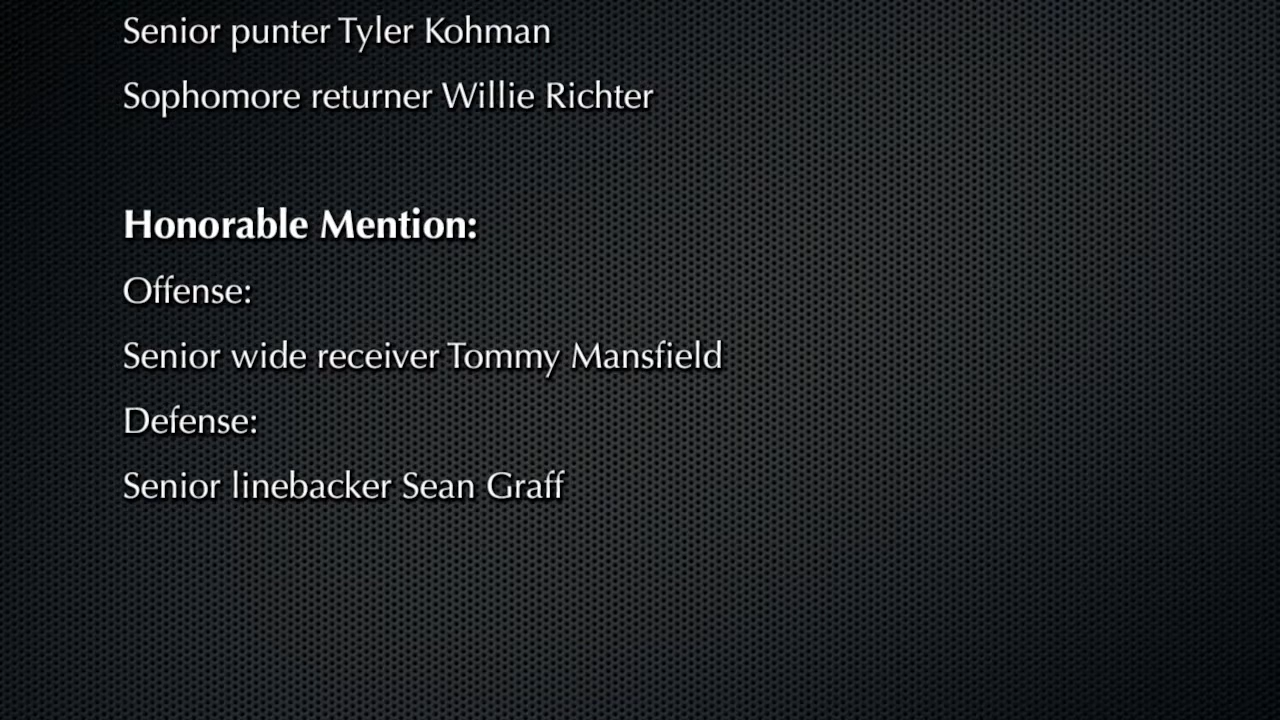 Senior punter Tyler Kohman
Sophomore returner Willie Richter
Honorable Mention:
Offense:
Senior wide receiver Tommy Mansfield
Defense:
Senior linebacker Sean Graff